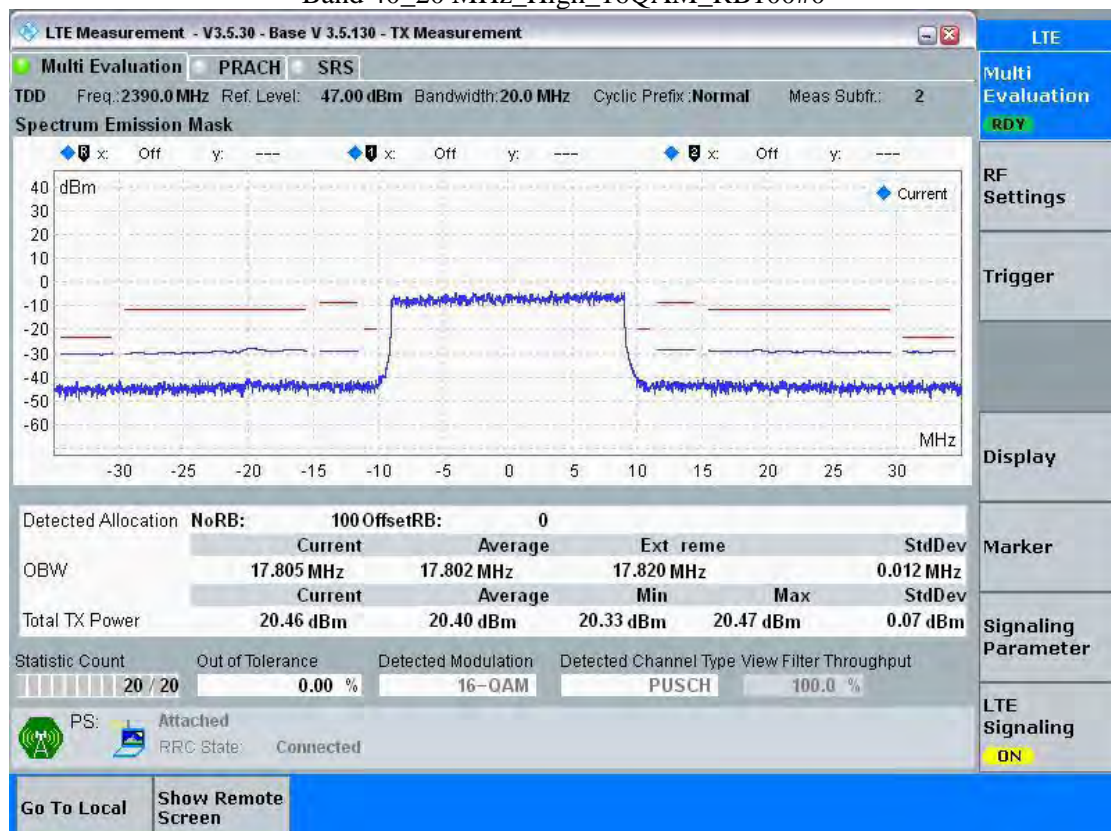 LTE Measurement - V3.5.30 - Base V 3.5.130 - TX Measurement
LTE
Multi Evaluation PRACH SRS
Multi Evaluation
RDY
TDD Freq.:2390.0 MHz Ref. Level: 47.00 dBm Bandwidth:20.0 MHz Cyclic Prefix :Normal Meas Subfr.: 2
Spectrum Emission Mask
R x: Off y: --- 1 x: Off y: --- 2 x: Off y: ---
RF Settings
40 dBm
Current
30
20
10
0
-10
-20
-30
-40
-50
-60
MHz
-30 -25 -20 -15 -10 -5 0 5 10 15 20 25 30
Trigger
Display
Detected Allocation NoRB: 100 OffsetRB: 0
Current Average Ext reme StdDev
OBW 17.805 MHz 17.802 MHz 17.820 MHz 0.012 MHz
Current Average Min Max StdDev
Total TX Power 20.46 dBm 20.40 dBm 20.33 dBm 20.47 dBm 0.07 dBm
Marker
Signaling Parameter
Statistic Count Out of Tolerance Detected Modulation Detected Channel Type View Filter Throughput
20 / 20 0.00 % 16-QAM PUSCH 100.0 %
PS: Attached
RRC State: Connected
LTE Signaling
ON
Go To Local
Show Remote Screen